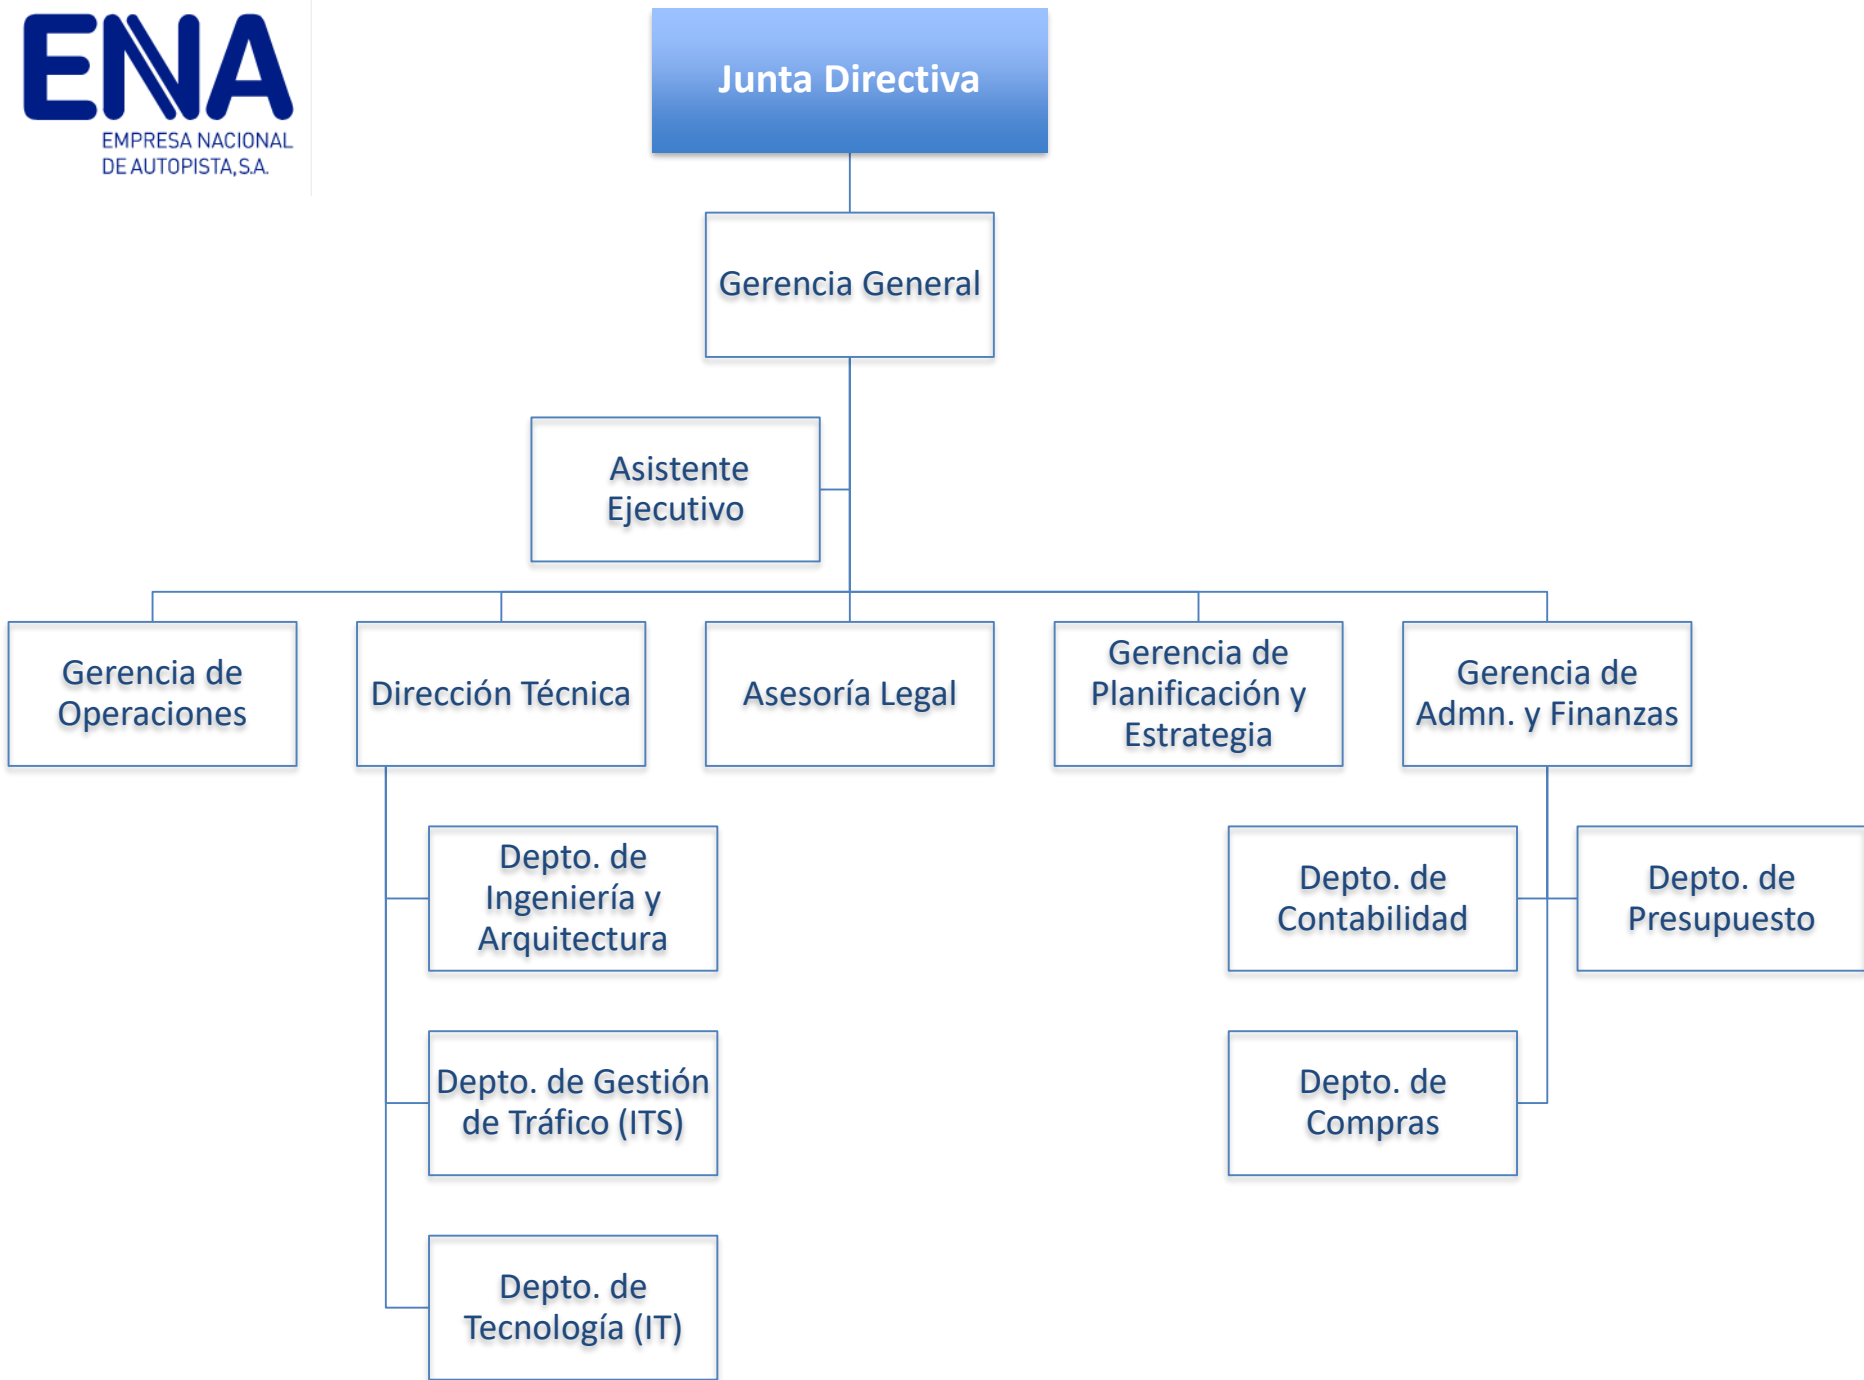 ENA
EMPRESA NACIONAL
DE AUTOPISTA, S.A.
Junta Directiva
Gerencia General
Asistente
Ejecutivo
Gerencia de
Operaciones
Dirección Técnica
Asesoría Legal
Gerencia de
Planificación y
Estrategia
Gerencia de
Admn. y Finanzas
Depto. de
Ingeniería y
Arquitectura
Depto. de
Contabilidad
Depto. de
Presupuesto
Depto. de Gestión
de Tráfico (ITS)
Depto. de
Compras
Depto. de
Tecnología (IT)